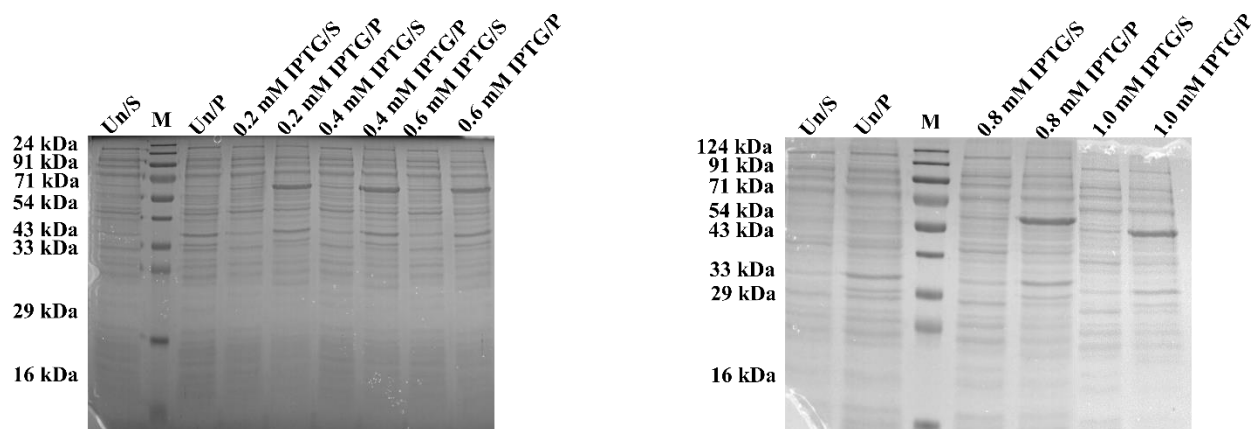 Un/S
M
Un/P
0.2 mM IPTG/S
0.2 mM IPTG/P
0.4 mM IPTG/S
0.4 mM IPTG/P
0.6 mM IPTG/S
0.6 mM IPTG/P
24 kDa
91 kDa
71 kDa
54 kDa
43 kDa
33 kDa
29 kDa
16 kDa
Un/S
Un/P
M
0.8 mM IPTG/S
0.8 mM IPTG/P
1.0 mM IPTG/S
1.0 mM IPTG/P
124 kDa
91 kDa
71 kDa
54 kDa
43 kDa
33 kDa
29 kDa
16 kDa